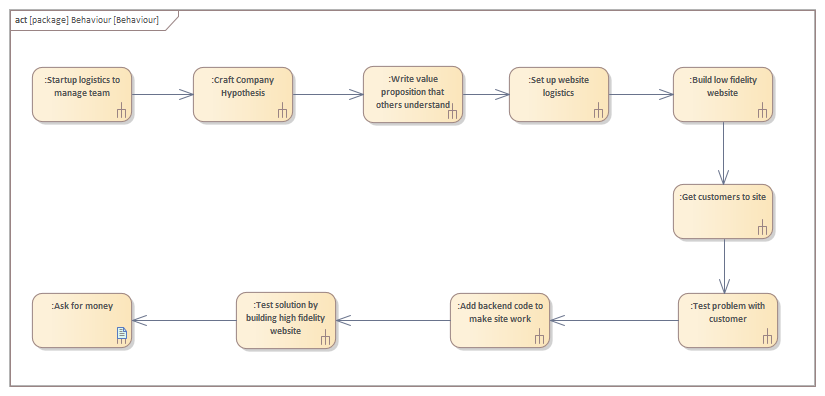 act [package] Behaviour [Behaviour]
:Startup logistics to
manage team
:Craft Company
Hypothesis
:Write value
proposition that
others understand
:Set up website
logistics
:Build low fidelity
website
:Get customers to site
:Test problem with
customer
:Add backend code to
make site work
:Test solution by
building high fidelity
website
:Ask for money